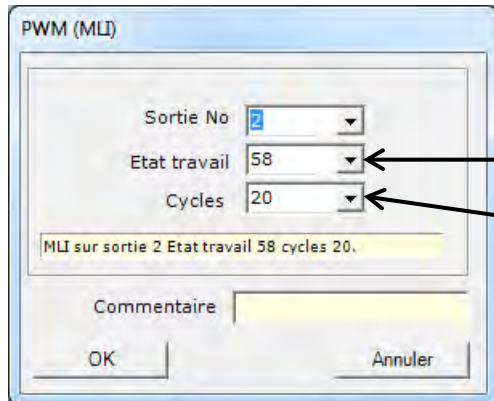 PWM (MLI)
Sortie No 2
Etat travail 58
Cycles 20
MLI sur sortie 2 Etat travail 58 cycles 20.
Commentaire
OK Annuler